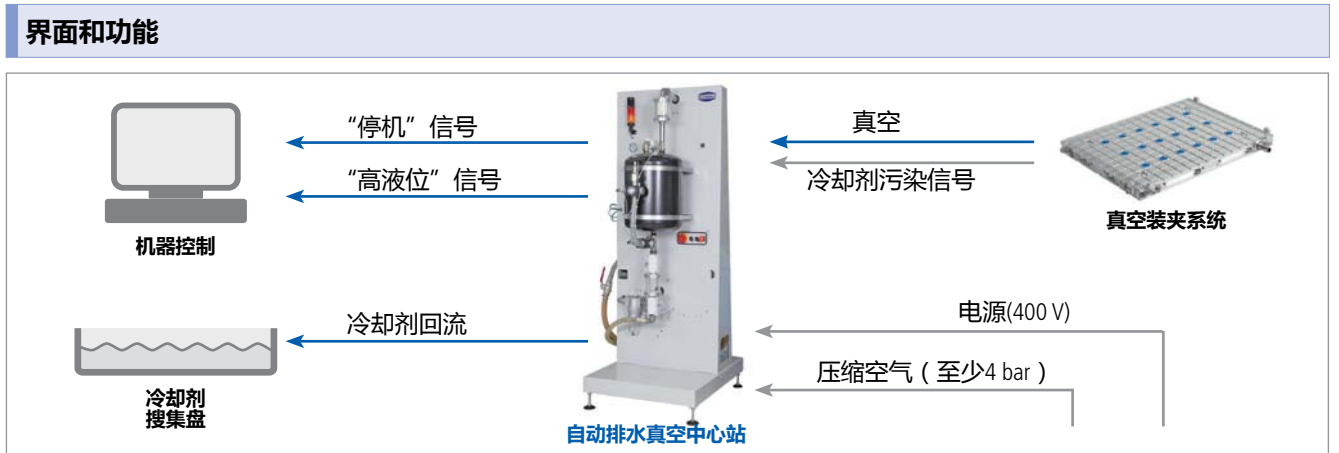 界面和功能
“停机”信号
“高液位”信号
机器控制
冷却剂回流
冷却剂
搜集盘
自动排水真空中心站
真空
冷却剂污染信号
真空装夹系统
电源(400 V)
压缩空气（至少4 bar）